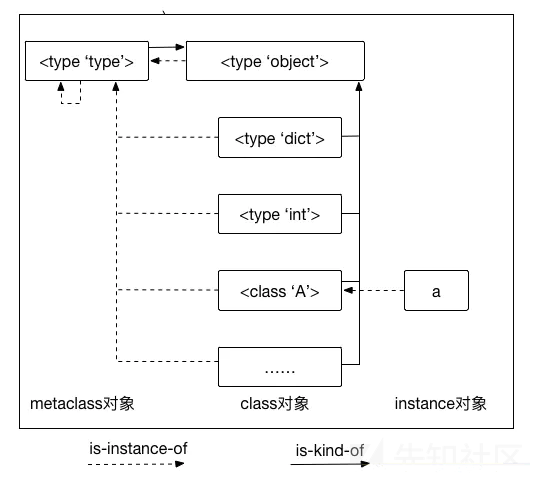 <type ‘type’>
<type ‘object’>
<type ‘dict’>
<type ‘int’>
<class ‘A’>
a
......
metaclass对象
class对象
instance对象
is-instance-of
is-kind-of
先知社区